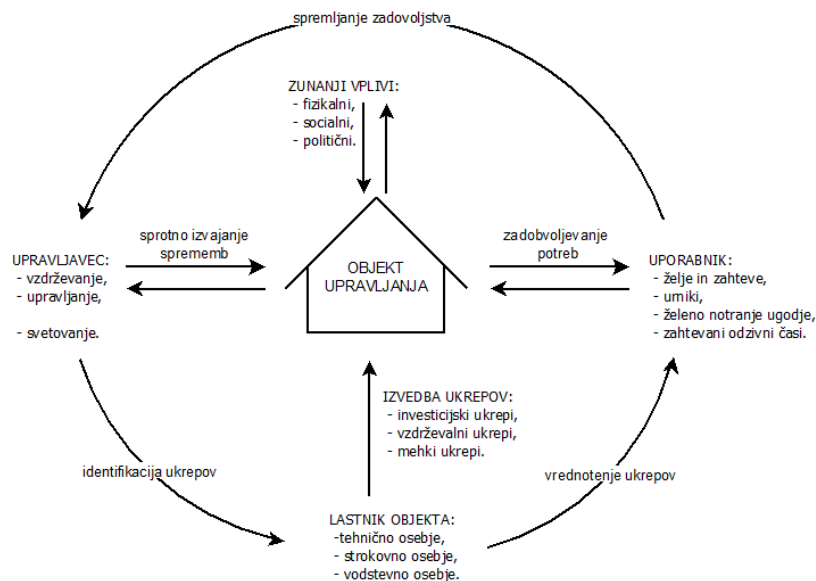 spremljanje zadovoljstva
ZUNANJI VPLIVI:
- fizikalni,
- socialni,
- politični.
UPRAVLJAVEC:
- vzdrževanje,
- upravljanje,
- svetovanje.
sprotno izvajanje
sprememb
OBJEKT
UPRAVLJANJA
zadobvoljevanje
potreb
UPORABNIK:
- želje in zahteve,
- urniki,
- želeno notranje ugodje,
- zahtevani odzivni časi.
IZVEDBA UKREPOV:
- investicijski ukrepi,
- vzdrževalni ukrepi,
- mehki ukrepi.
identifikacija ukrepov
vrednotenje ukrepov
LASTNIK OBJEKTA:
-tehnično osebje,
- strokovno osebje,
- vodstevno osebje.